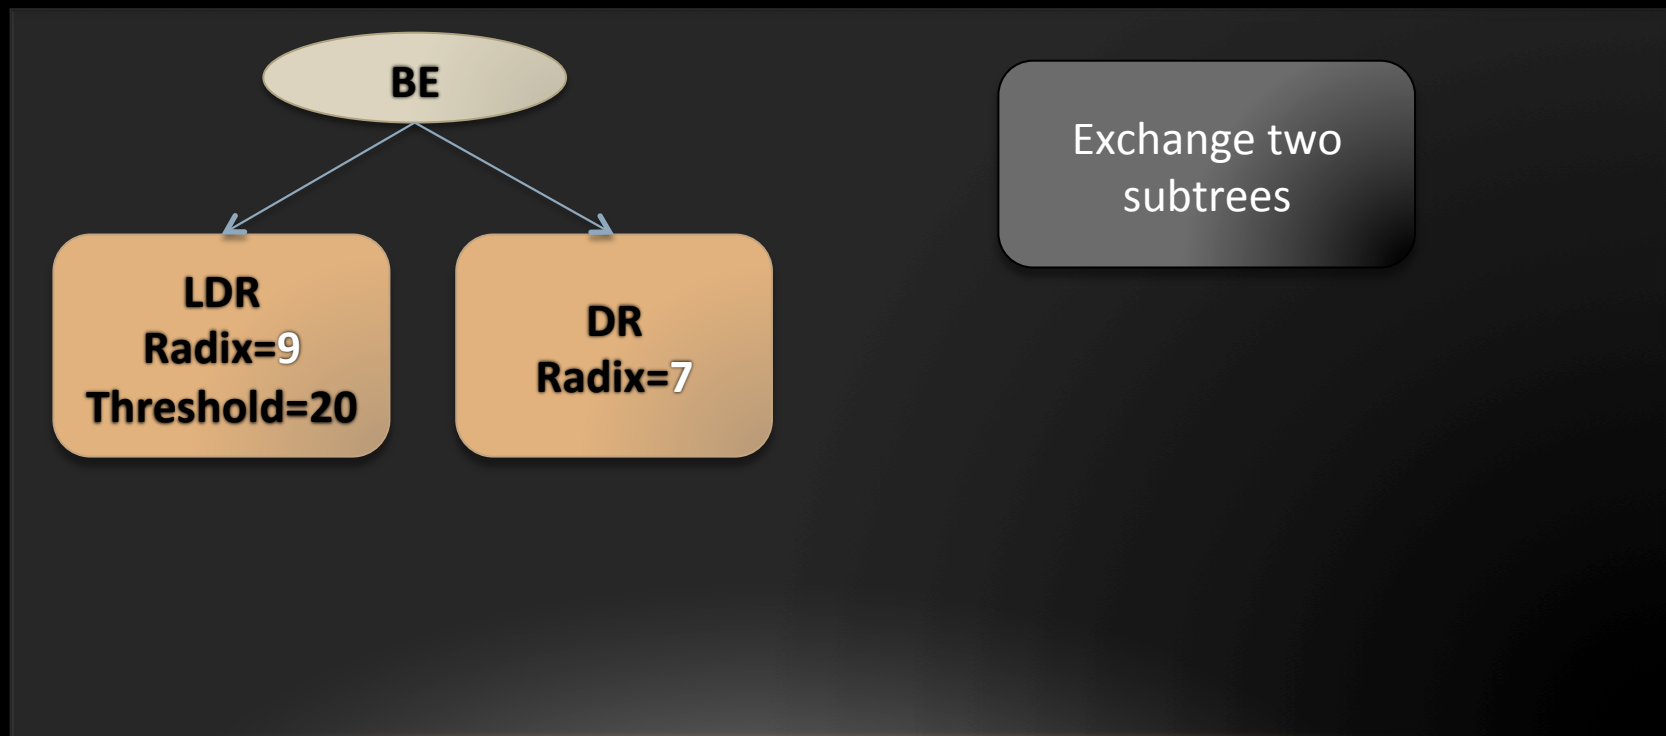 BE
Exchange two
subtrees
LDR
Radix=9
Threshold=20
DR
Radix=7